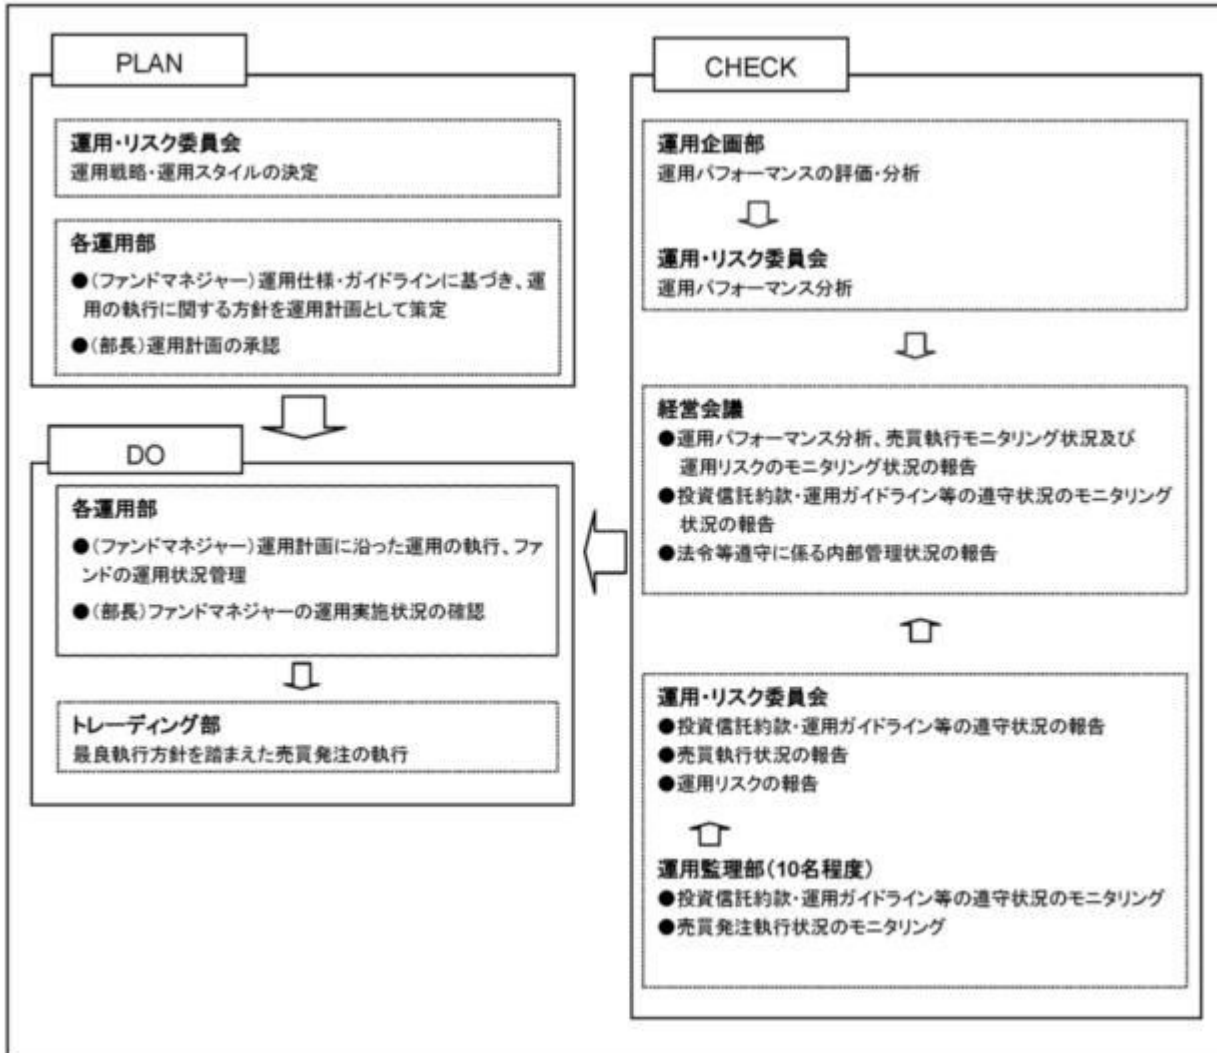 PLAN
運用・リスク委員会
運用戦略・運用スタイルの決定
各運用部
●(ファンドマネジャー)運用仕様・ガイドラインに基づき、運
用の執行に関する方針を運用計画として策定
●(部長)運用計画の承認
DO
各運用部
●(ファンドマネジャー)運用計画に沿った運用の執行、ファ
ンドの運用状況管理
●(部長)ファンドマネジャーの運用実施状況の確認
トレーディング部
最良執行方針を踏まえた売買発注の執行
CHECK
運用企画部
運用パフォーマンスの評価・分析
運用・リスク委員会
運用パフォーマンス分析
経営会議
●運用パフォーマンス分析、売買執行モニタリング状況及び
運用リスクのモニタリング状況の報告
●投資信託約款・運用ガイドライン等の遵守状況のモニタリング
状況の報告
●法令等遵守に係る内部管理状況の報告
運用・リスク委員会
●投資信託約款・運用ガイドライン等の遵守状況の報告
●売買執行状況の報告
●運用リスクの報告
運用監理部(10名程度)
●投資信託約款・運用ガイドライン等の遵守状況のモニタリング
●売買発注執行状況のモニタリング